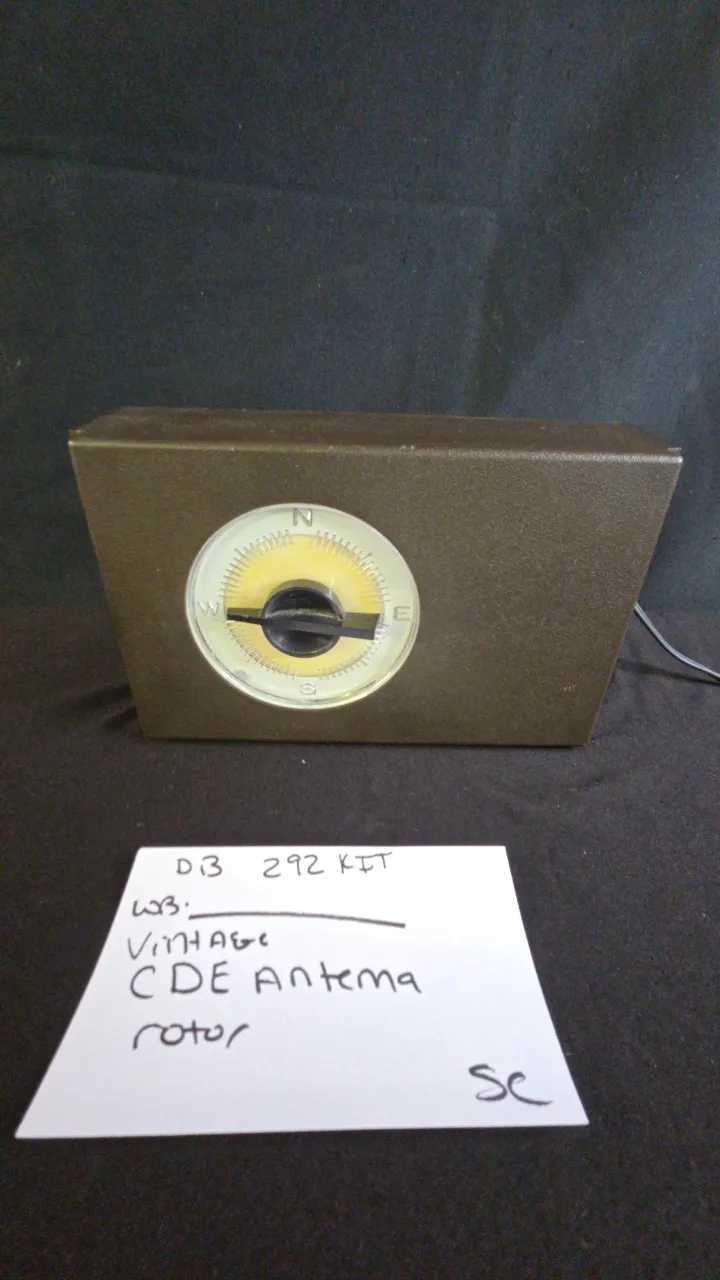 N
W E
S
DB 292 KIT
WB. 
VintAGe
CDE Antema
rotor
SC